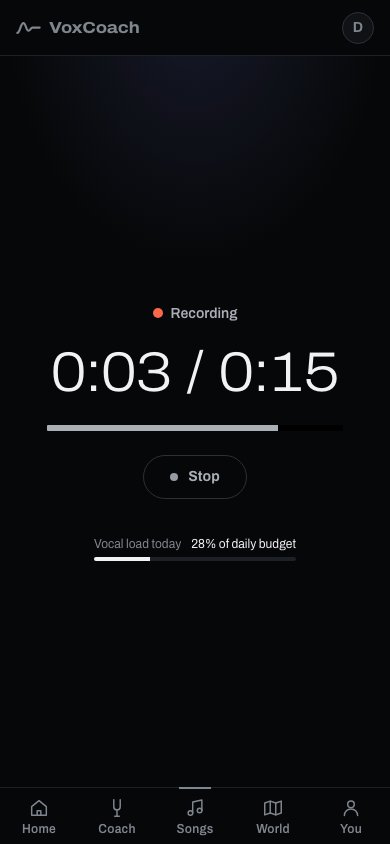 VoxCoach
D
Recording
0:03 / 0:15
Stop
Vocal load today 28% of daily budget
Home Coach Songs World You